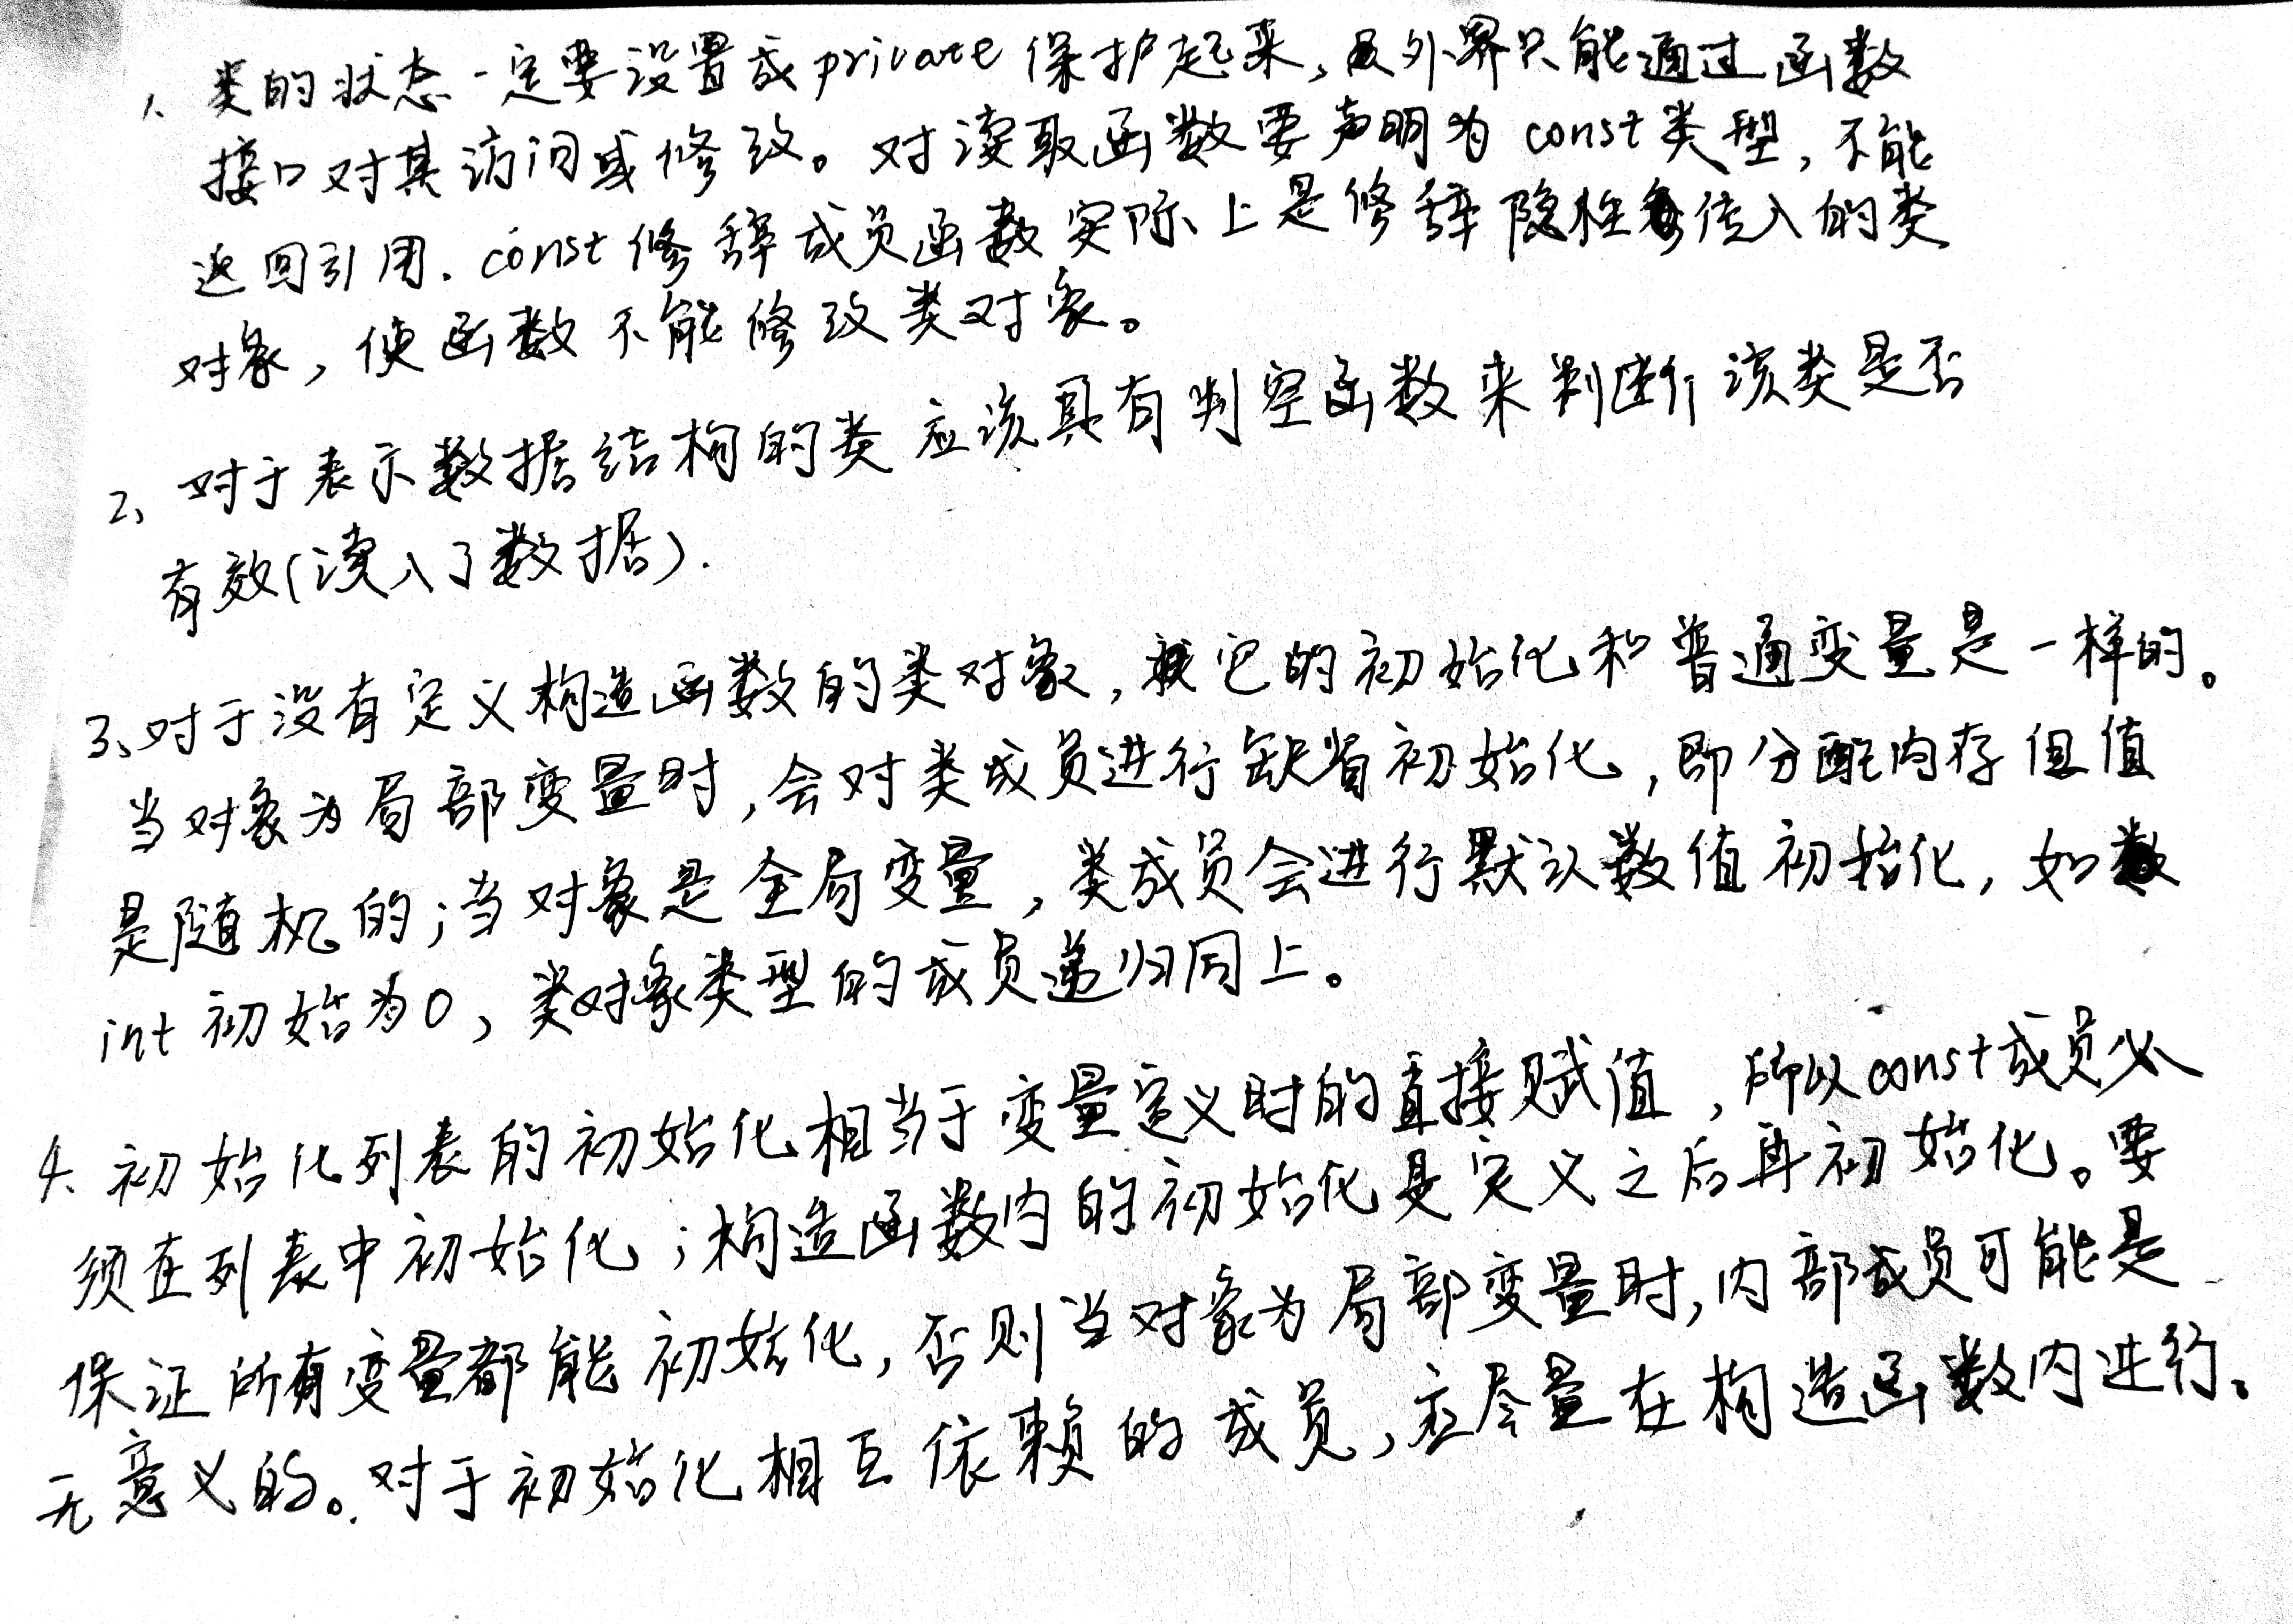 1、类的状态一定要设置成private保护起来,外界只能通过函数
接口对其访问或修改。对读取函数要声明为const类型,不能
返回引用.const修辞成员函数实际上是修辞隐性传入的类
对象,使函数不能修改类对象。
2、对于表示数据结构的类应该具有判空函数来判断该类是否
有效(读入了数据).
3、对于没有定义构造函数的类对象,它的初始化和普通变量是一样的。
当对象为局部变量时,会对类成员进行缺省初始化,即分配内存但值
是随机的;当对象是全局变量,类成员会进行默认数值初始化,如
int初始为0,类对象类型的成员递归同上。
4、初始化列表的初始化相当于变量定义时的直接赋值,所以const成员必
须在列表中初始化;构造函数内的初始化是定义之后再初始化。要
保证所有变量都能初始化,否则当对象为局部变量时,内部成员可能是
无意义的。对于初始化相互依赖的成员,应尽量在构造函数内进行。